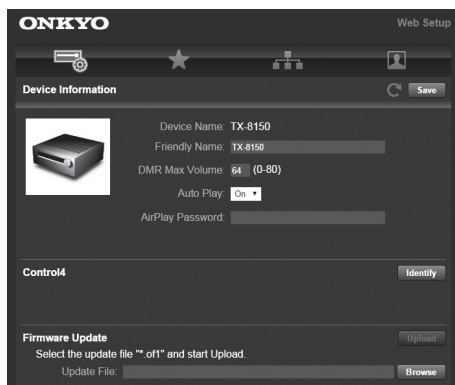 ONKYO
Web Setup
Device Information
Save
Device Name: TX-8150
Friendly Name: TX-8150
DMR Max Volume: 64 (0-80)
Auto Play: On
AirPlay Password:
Control4
Identify
Firmware Update
Upload
Select the update file "*.of1" and start Upload.
Update File:
Browse